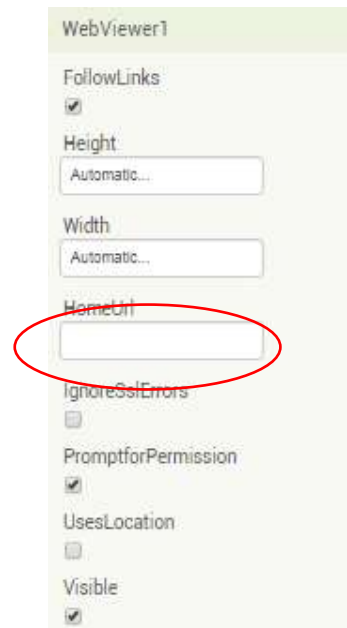 WebViewer1
FollowLinks
Height
Automatic...
Width
Automatic...
HomeUrl
IgnoreSslErrors
PromptforPermission
UsesLocation
Visible